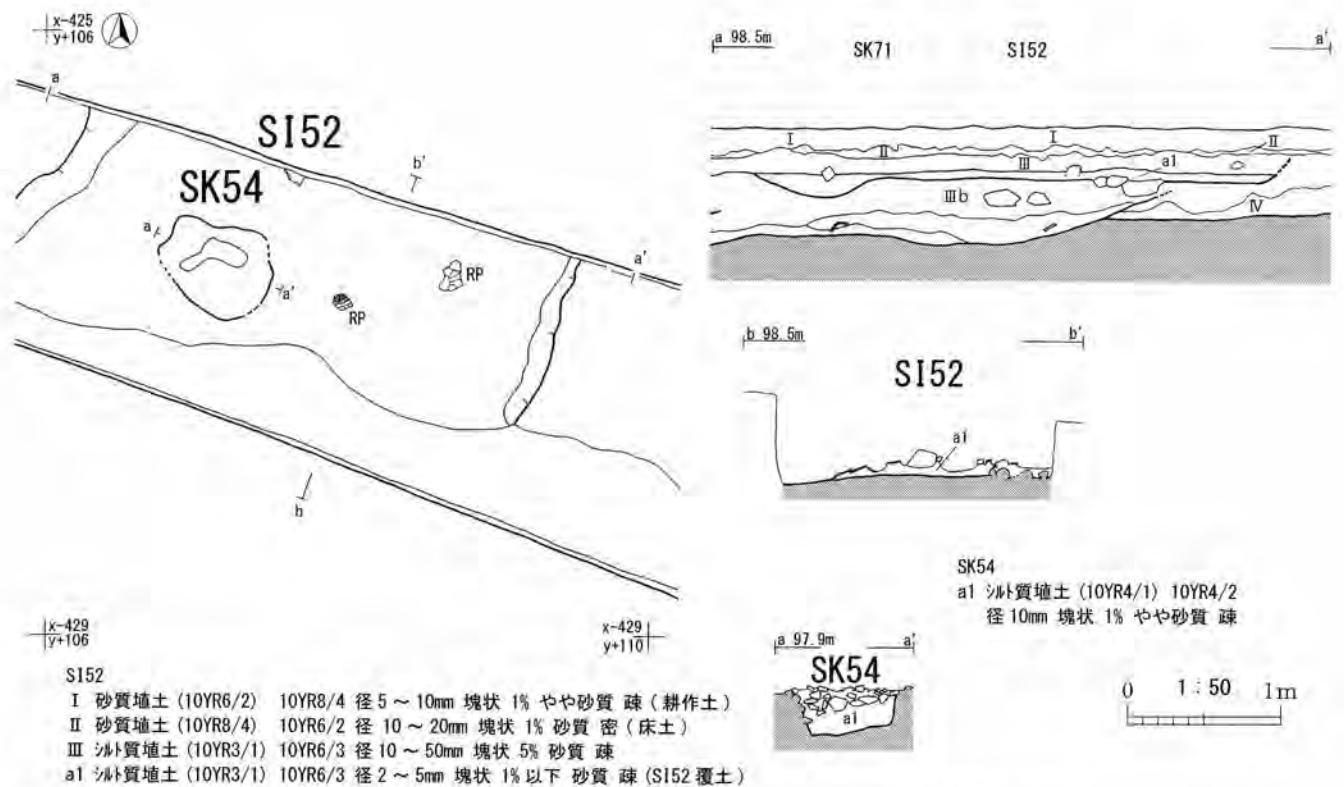 x-425
y+106
a
SI52
SK54
b'
a
a'
RP
RP
a'
b
x-429
y+106
x-429
y+110
a 98.5m
a'
SK71
SI52
I
I
II
II
III
a1
IIIb
IV
b 98.5m
b'
SI52
a1
SK54
a1 シルト質埴土 (10YR4/1) 10YR4/2
径 10mm 塊状 1% やや砂質 疎
a 97.9m
a'
SK54
a1
0 1:50 1m
SI52
I 砂質埴土 (10YR6/2) 10YR8/4 径 5～10mm 塊状 1% やや砂質 疎 (耕作土)
II 砂質埴土 (10YR8/4) 10YR6/2 径 10～20mm 塊状 1% 砂質 密 (床土)
III シルト質埴土 (10YR3/1) 10YR6/3 径 10～50mm 塊状 5% 砂質 疎
a1 シルト質埴土 (10YR3/1) 10YR6/3 径 2～5mm 塊状 1%以下 砂質 疎 (SI52 覆土)